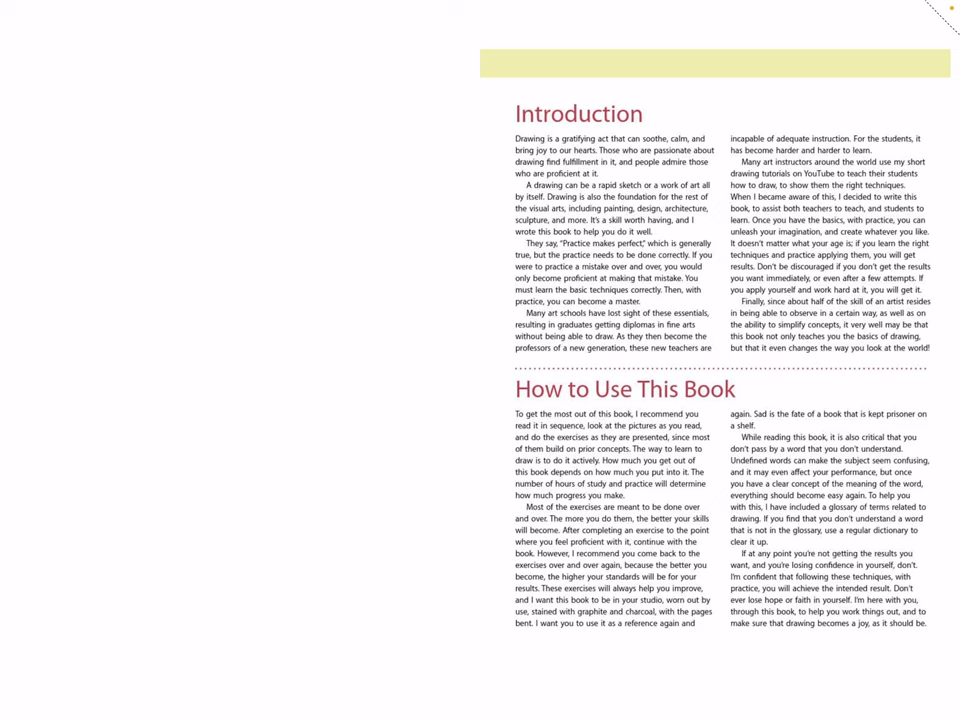 Introduction
Drawing is a gratifying act that can soothe, calm, and
bring joy to our hearts. Those who are passionate about
drawing find fulfillment in it, and people admire those
who are proficient at it.
A drawing can be a rapid sketch or a work of art all
by itself. Drawing is also the foundation for the rest of
the visual arts, including painting, design, architecture,
sculpture, and more. It's a skill worth having, and I
wrote this book to help you do it well.
They say, “Practice makes perfect,” which is generally
true, but the practice needs to be done correctly. If you
were to practice a mistake over and over, you would
only become proficient at making that mistake. You
must learn the basic techniques correctly. Then, with
practice, you can become a master.
Many art schools have lost sight of these essentials,
resulting in graduates getting diplomas in fine arts
without being able to draw. As they then become the
professors of a new generation, these new teachers are
incapable of adequate instruction. For the students, it
has become harder and harder to learn.
Many art instructors around the world use my short
drawing tutorials on YouTube to teach their students
how to draw, to show them the right techniques.
When I became aware of this, I decided to write this
book, to assist both teachers to teach, and students to
learn. Once you have the basics, with practice, you can
unleash your imagination, and create whatever you like.
It doesn't matter what your age is; if you learn the right
techniques and practice applying them, you will get
results. Don't be discouraged if you don't get the results
you want immediately, or even after a few attempts. If
you apply yourself and work hard at it, you will get it.
Finally, since about half of the skill of an artist resides
in being able to observe in a certain way, as well as on
the ability to simplify concepts, it very well may be that
this book not only teaches you the basics of drawing,
but that it even changes the way you look at the world!
How to Use This Book
To get the most out of this book, I recommend you
read it in sequence, look at the pictures as you read,
and do the exercises as they are presented, since most
of them build on prior concepts. The way to learn to
draw is to do it actively. How much you get out of
this book depends on how much you put into it. The
number of hours of study and practice will determine
how much progress you make.
Most of the exercises are meant to be done over
and over. The more you do them, the better your skills
will become. After completing an exercise to the point
where you feel proficient with it, continue with the
book. However, I recommend you come back to the
exercises over and over again, because the better you
become, the higher your standards will be for your
results. These exercises will always help you improve,
and I want this book to be in your studio, worn out by
use, stained with graphite and charcoal, with the pages
bent. I want you to use it as a reference again and
again. Sad is the fate of a book that is kept prisoner on
a shelf.
While reading this book, it is also critical that you
don't pass by a word that you don't understand.
Undefined words can make the subject seem confusing,
and it may even affect your performance, but once
you have a clear concept of the meaning of the word,
everything should become easy again. To help you
with this, I have included a glossary of terms related to
drawing. If you find that you don't understand a word
that is not in the glossary, use a regular dictionary to
clear it up.
If at any point you're not getting the results you
want, and you're losing confidence in yourself, don't.
I'm confident that following these techniques, with
practice, you will achieve the intended result. Don't
ever lose hope or faith in yourself. I'm here with you,
through this book, to help you work things out, and to
make sure that drawing becomes a joy, as it should be.